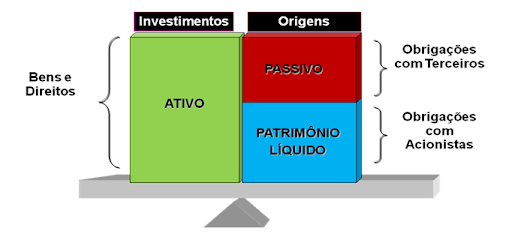 Investimentos
Origens
Bens e
Direitos
ATIVO
PASSIVO
PATRIMÔNIO
LÍQUIDO
Obrigações
com Terceiros
Obrigações
com
Acionistas